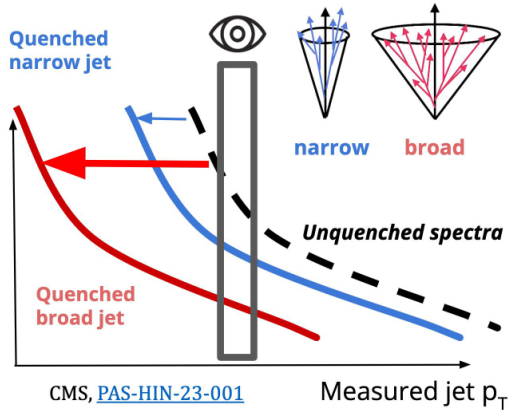 Quenched
narrow jet
narrow
broad
Unquenched spectra
Quenched
broad jet
CMS, PAS-HIN-23-001
Measured jet pT